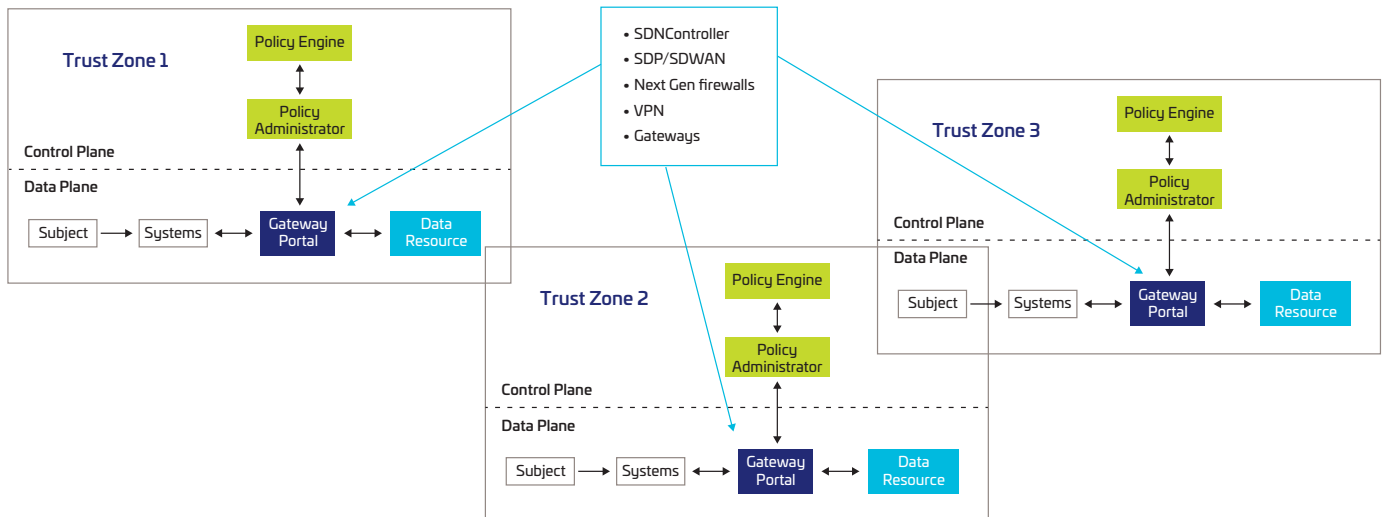 Trust Zone 1
Policy Engine
Policy
Administrator
Control Plane
Data Plane
Subject
Systems
Gateway
Portal
Data
Resource
• SDNController
• SDP/SDWAN
• Next Gen firewalls
• VPN
• Gateways
Trust Zone 2
Policy Engine
Policy
Administrator
Control Plane
Data Plane
Subject
Systems
Gateway
Portal
Data
Resource
Trust Zone 3
Policy Engine
Policy
Administrator
Control Plane
Data Plane
Subject
Systems
Gateway
Portal
Data
Resource